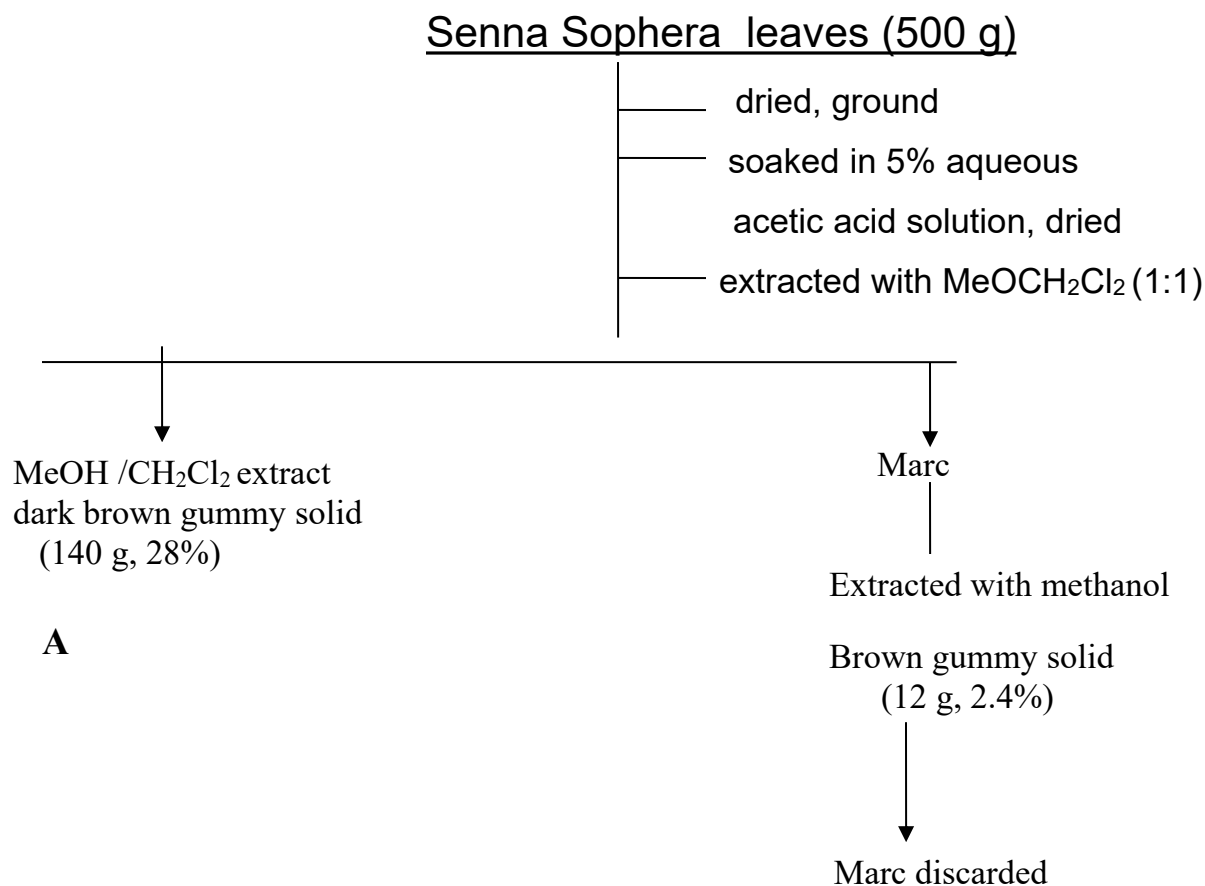 Senna Sophera leaves (500 g)
dried, ground
soaked in 5% aqueous
acetic acid solution, dried
extracted with MeOCH₂Cl₂ (1:1)
MeOH /CH₂Cl₂ extract
dark brown gummy solid
(140 g, 28%)
A
Marc
Extracted with methanol
Brown gummy solid
(12 g, 2.4%)
Marc discarded